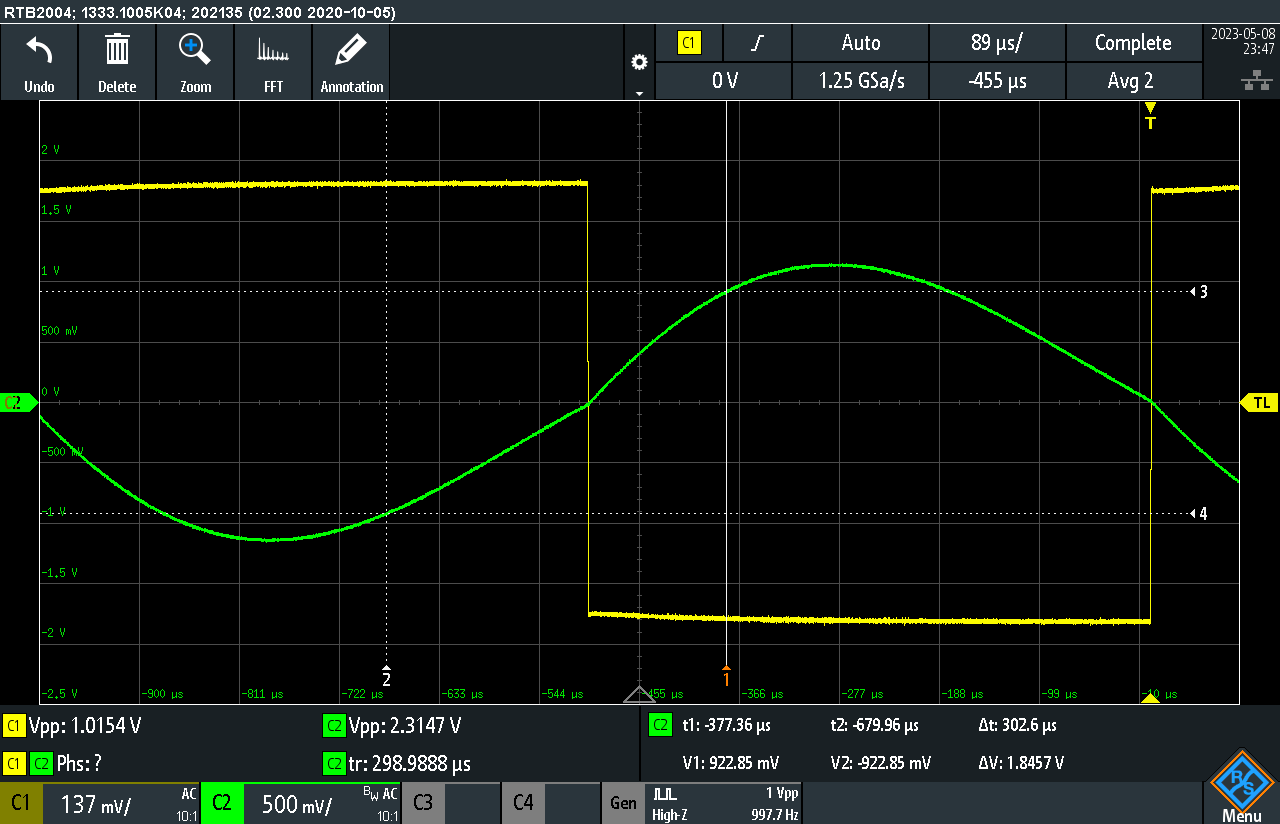 RTB2004; 1333.1005K04; 202135 (02.300 2020-10-05)
Undo
Delete
Zoom
FFT
Annotation
C1
Auto
89 µs/
Complete
0 V
1.25 GSa/s
-455 µs
Avg 2
2023-05-08
23:47
T
2 V
1.5 V
1 V
500 mV
0 V
-500 mV
-1 V
-1.5 V
-2 V
-2.5 V
C2
TL
3
4
2
1
-900 µs
-811 µs
-722 µs
-633 µs
-544 µs
-455 µs
-366 µs
-277 µs
-188 µs
-99 µs
-10 µs
C1 Vpp: 1.0154 V
C2 Vpp: 2.3147 V
C2 t1: -377.36 µs t2: -679.96 µs Δt: 302.6 µs
C1 C2 Phs: ?
C2 tr: 298.9888 µs
V1: 922.85 mV V2: -922.85 mV ΔV: 1.8457 V
C1 137 mV/ AC 10:1
C2 500 mV/ BW AC 10:1
C3
C4
Gen
High-Z
1 Vpp
997.7 Hz
R&S
Menu